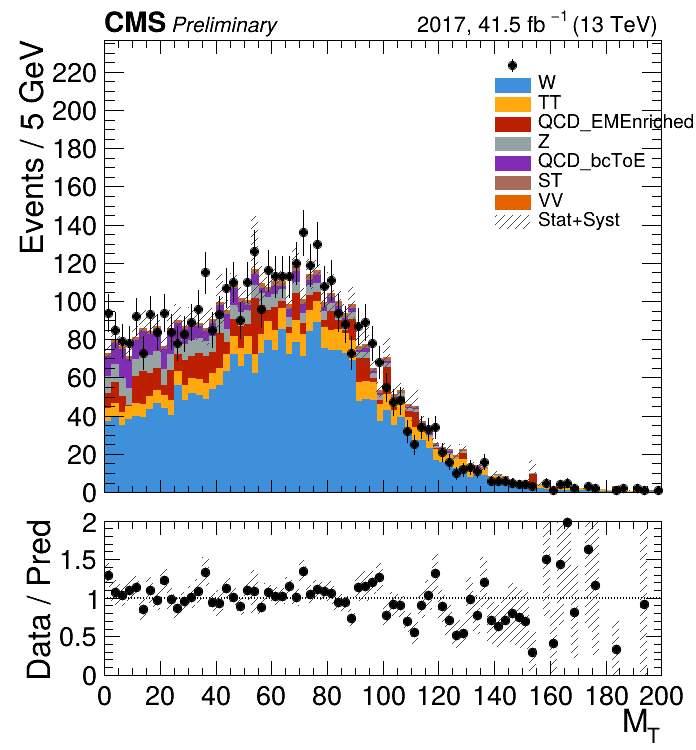 CMS Preliminary 2017, 41.5 fb⁻¹ (13 TeV)
Events / 5 GeV
220
200
180
160
140
120
100
80
60
40
20
0
W
TT
QCD_EMEnriched
Z
QCD_bcToE
ST
VV
Stat+Syst
Data / Pred
2
1.5
1
0.5
0
0 20 40 60 80 100 120 140 160 180 200
M_T